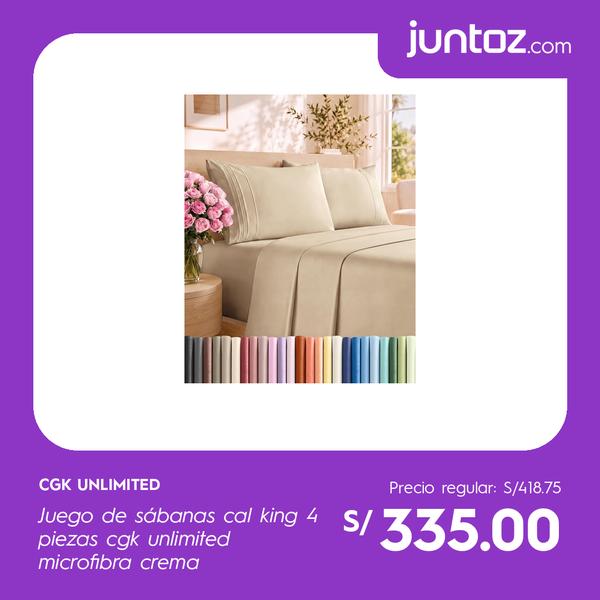 juntoz.com
CGK UNLIMITED
Juego de sábanas cal king 4
piezas cgk unlimited
microfibra crema
Precio regular: S/418.75
S/ 335.00